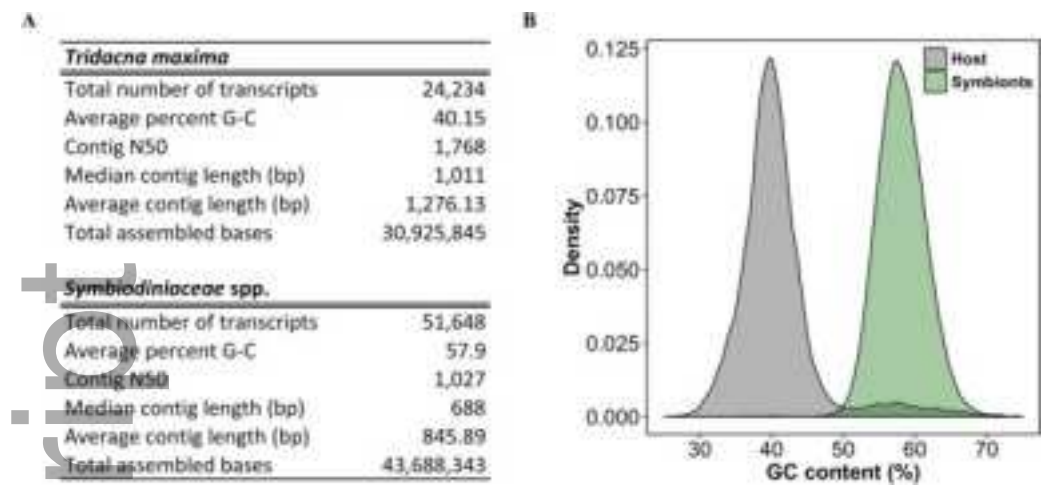 A
Tridacna maxima
Total number of transcripts 24,234
Average percent G-C 40.15
Contig N50 1,768
Median contig length (bp) 1,011
Average contig length (bp) 1,276.13
Total assembled bases 30,925,845
Symbiodiniaceae spp.
Total number of transcripts 51,648
Average percent G-C 57.9
Contig N50 1,027
Median contig length (bp) 688
Average contig length (bp) 845.89
Total assembled bases 43,688,343
ript
B
0.125
0.100
0.075
0.050
0.025
0.000
Density
Host
Symbionts
30 40 50 60 70
GC content (%)